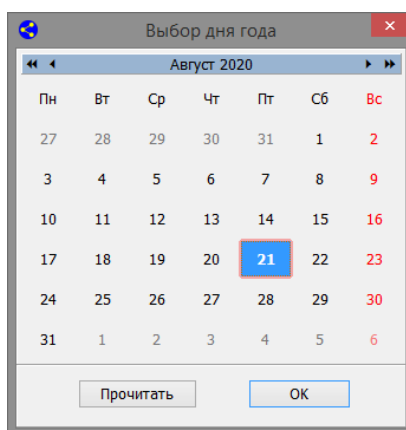 Выбор дня года
Август 2020
Пн Вт Ср Чт Пт Сб Вс
27 28 29 30 31 1 2
3 4 5 6 7 8 9
10 11 12 13 14 15 16
17 18 19 20 21 22 23
24 25 26 27 28 29 30
31 1 2 3 4 5 6
Прочитать OK